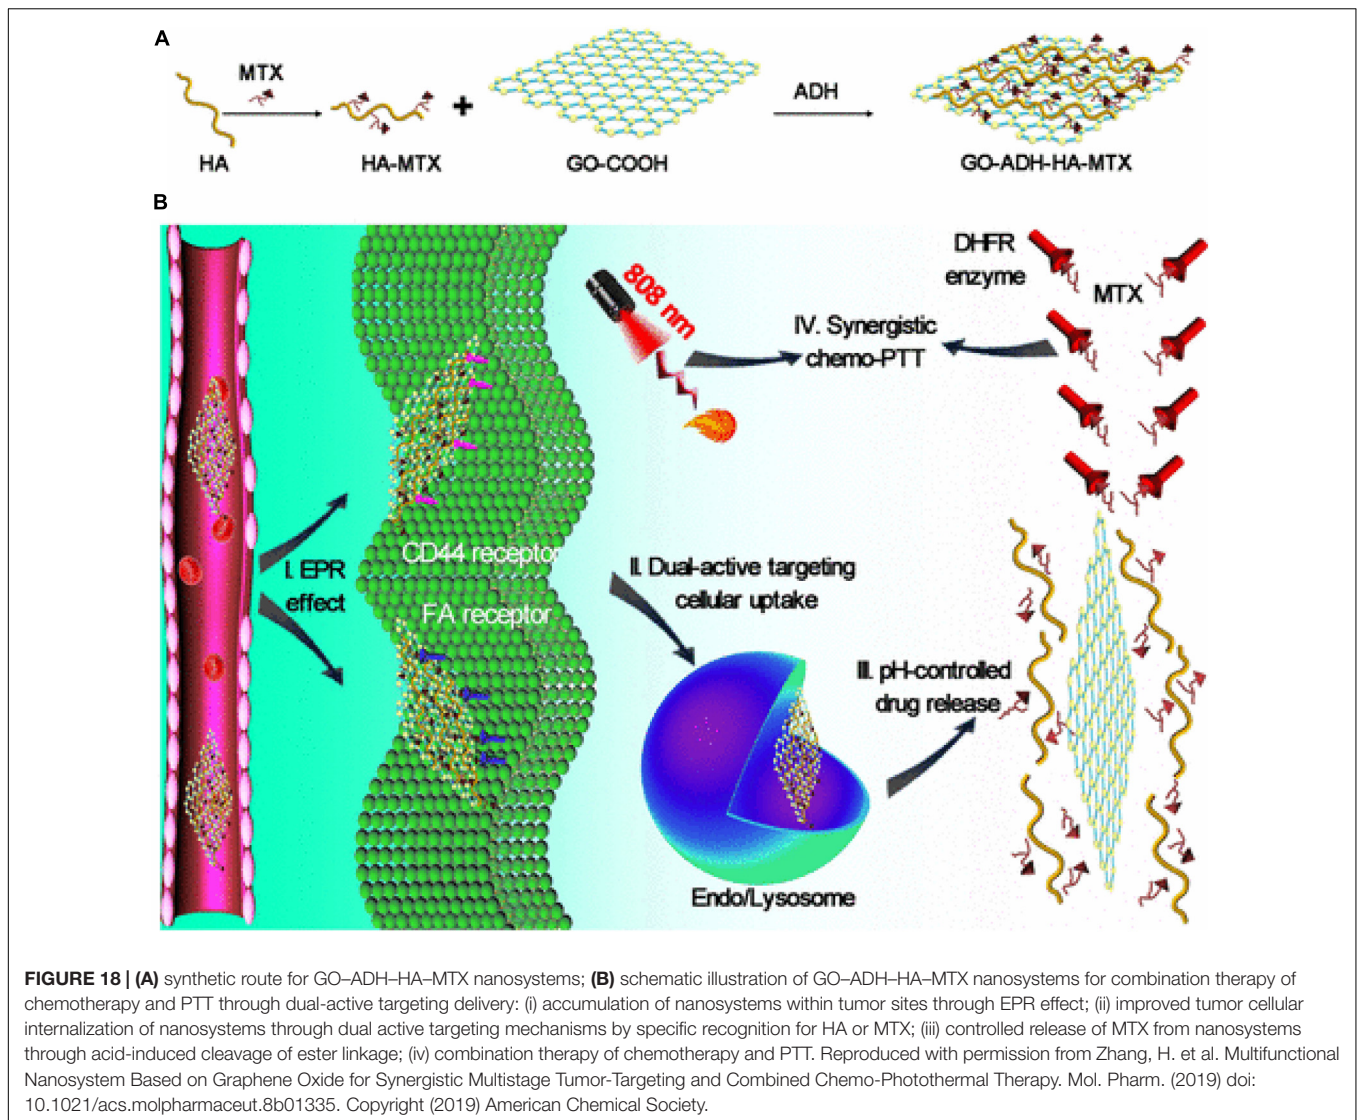 A
MTX
ADH
HA
HA-MTX
+
GO-COOH
GO-ADH-HA-MTX
B
808 nm
DHFR
enzyme
MTX
IV. Synergistic
chemo-PTT
I. EPR
effect
CD44 receptor
FA receptor
II. Dual-active targeting
cellular uptake
III. pH-controlled
drug release
Endo/Lysosome
FIGURE 18 | (A) synthetic route for GO–ADH–HA–MTX nanosystems; (B) schematic illustration of GO–ADH–HA–MTX nanosystems for combination therapy of
chemotherapy and PTT through dual-active targeting delivery: (i) accumulation of nanosystems within tumor sites through EPR effect; (ii) improved tumor cellular
internalization of nanosystems through dual active targeting mechanisms by specific recognition for HA or MTX; (iii) controlled release of MTX from nanosystems
through acid-induced cleavage of ester linkage; (iv) combination therapy of chemotherapy and PTT. Reproduced with permission from Zhang, H. et al. Multifunctional
Nanosystem Based on Graphene Oxide for Synergistic Multistage Tumor-Targeting and Combined Chemo-Photothermal Therapy. Mol. Pharm. (2019) doi:
10.1021/acs.molpharmaceut.8b01335. Copyright (2019) American Chemical Society.